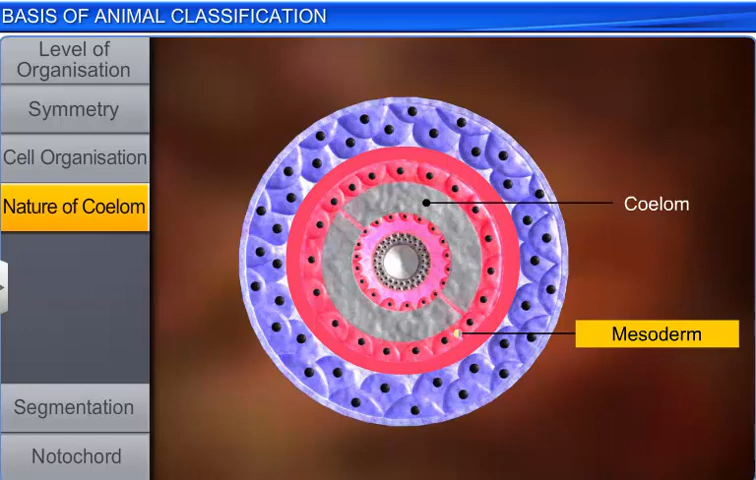 BASIS OF ANIMAL CLASSIFICATION
Level of
Organisation
Symmetry
Cell Organisation
Nature of Coelom
Coelom
Mesoderm
Segmentation
Notochord